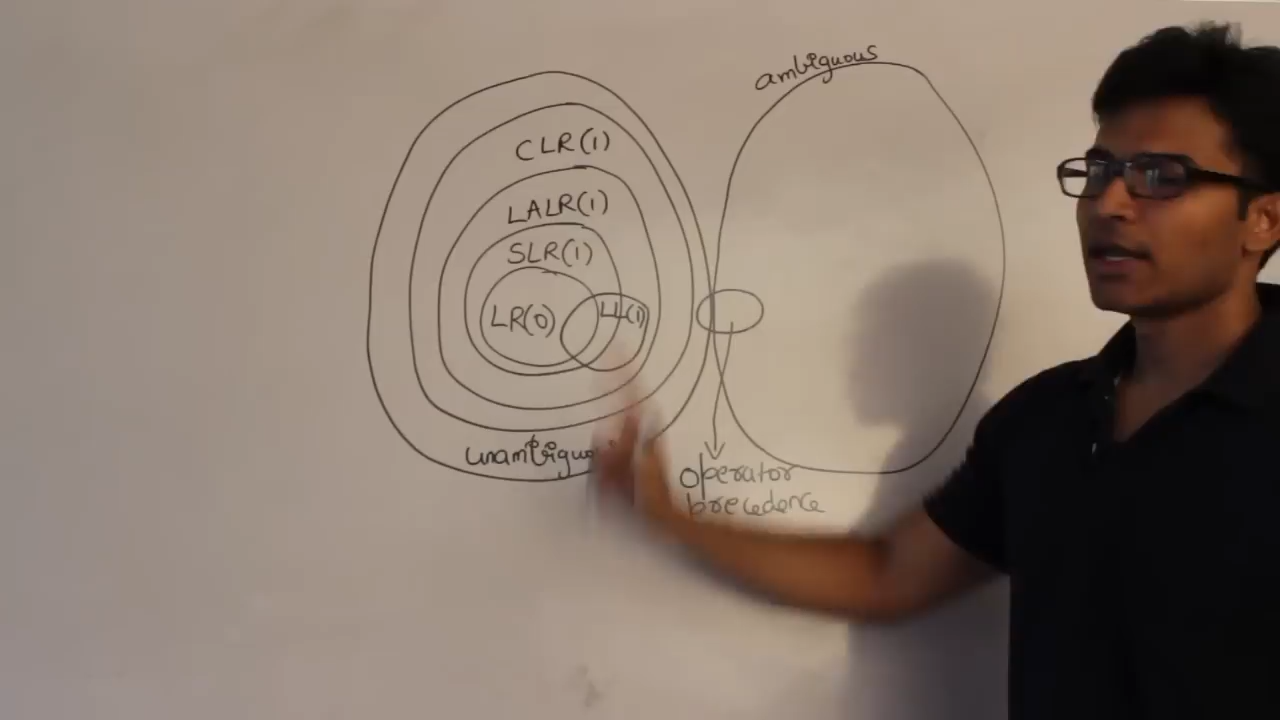 ambiguous
CLR(1)
LALR(1)
SLR(1)
LR(0)
LL(1)
operator
precedence